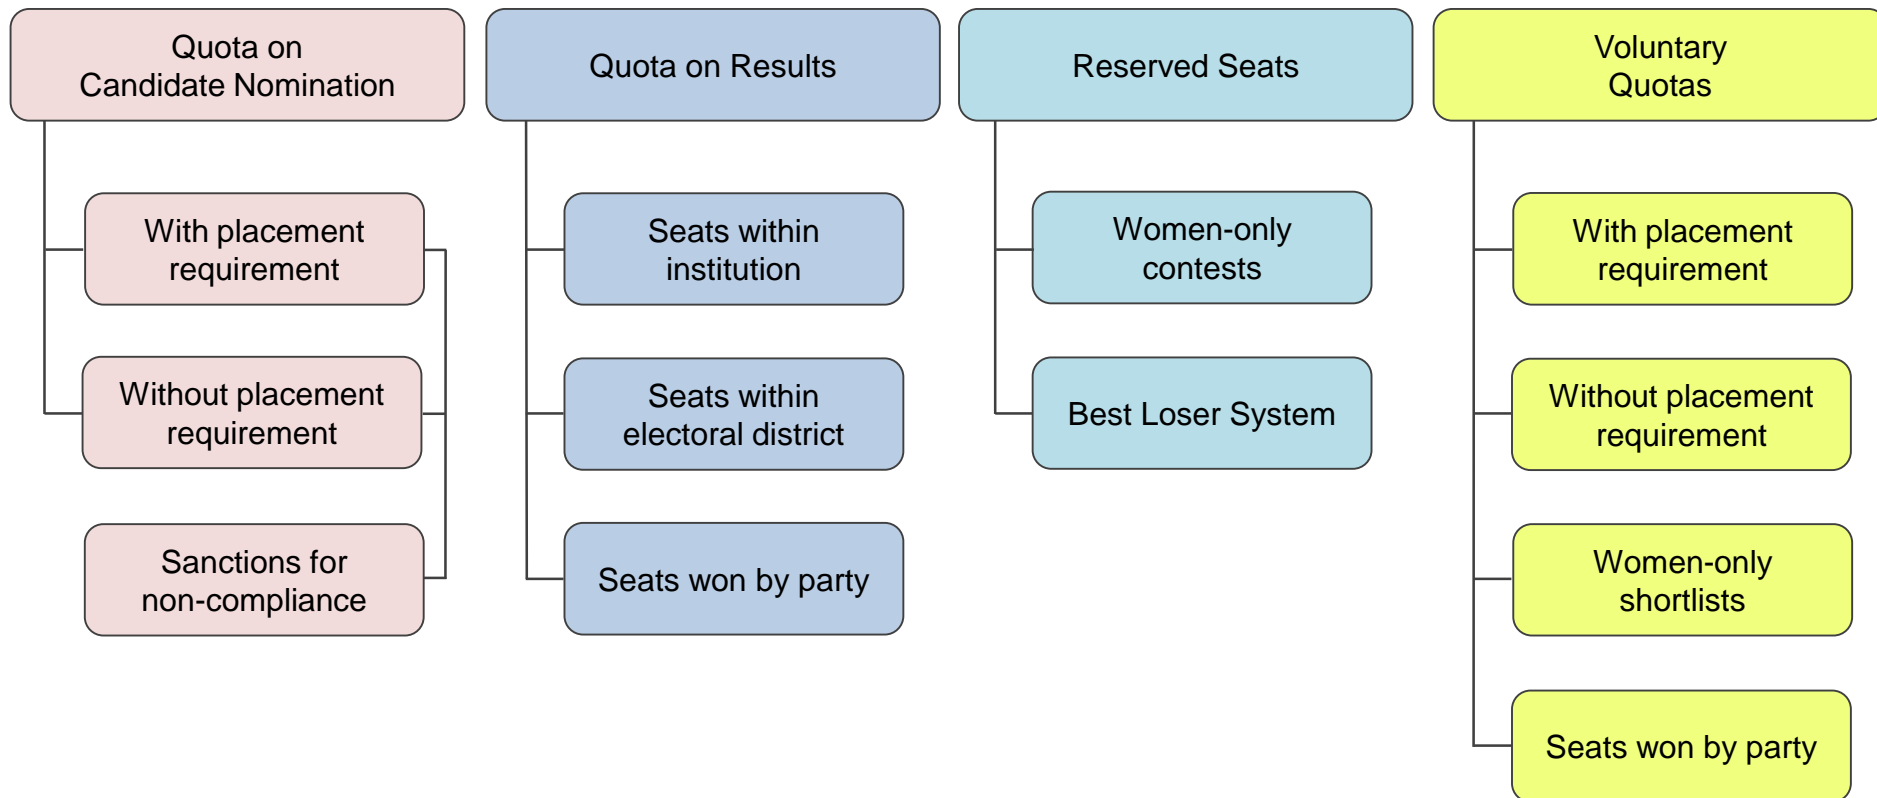 Quota on
Candidate Nomination
With placement
requirement
Without placement
requirement
Sanctions for
non-compliance
Quota on Results
Seats within
institution
Seats within
electoral district
Seats won by party
Reserved Seats
Women-only
contests
Best Loser System
Voluntary
Quotas
With placement
requirement
Without placement
requirement
Women-only
shortlists
Seats won by party